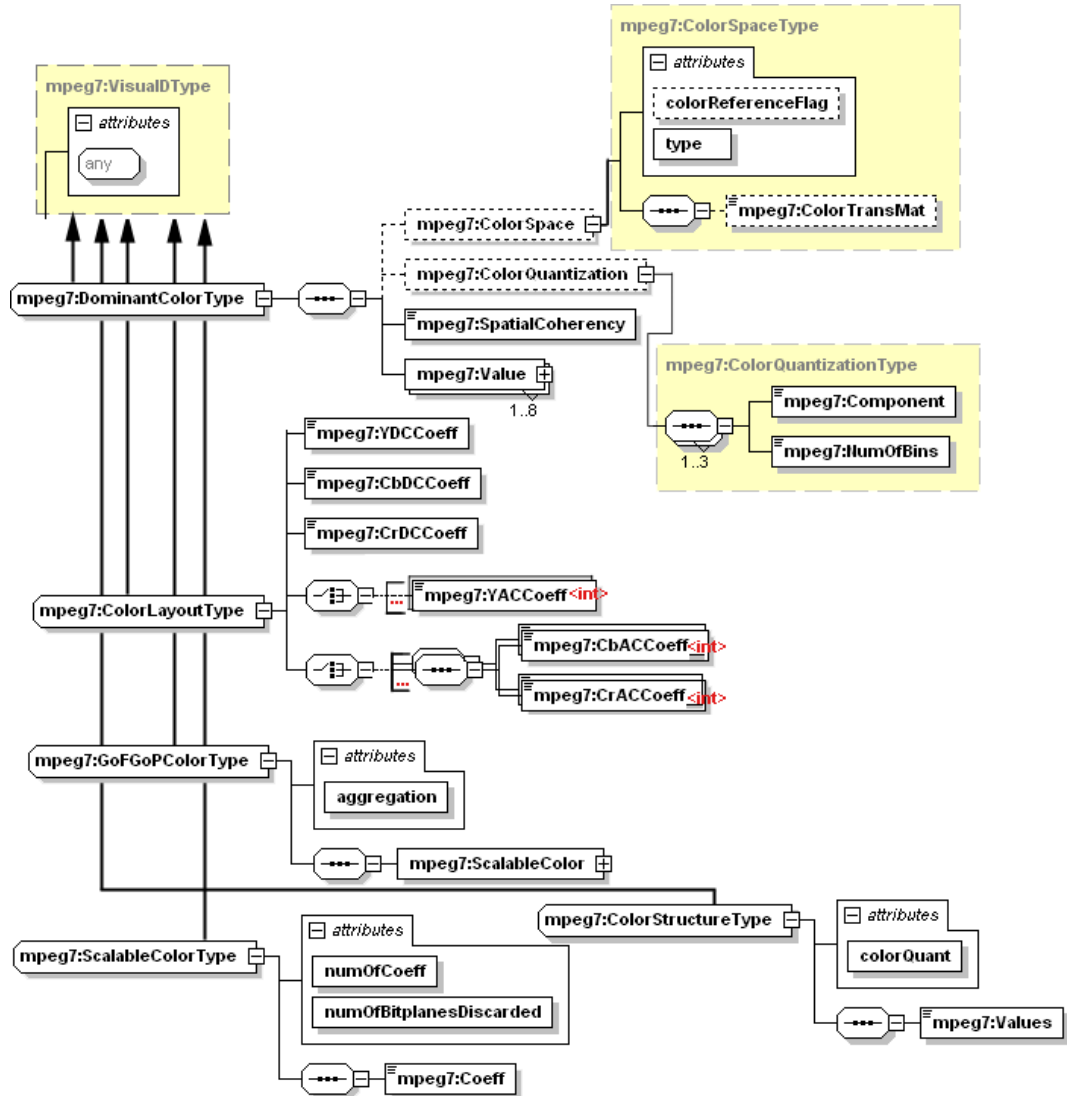 mpeg7:ColorSpaceType
attributes
colorReferenceFlag
type
mpeg7:ColorTransMat
mpeg7:VisualDType
attributes
any
mpeg7:ColorSpace
mpeg7:ColorQuantization
mpeg7:DominantColorType
mpeg7:SpatialCoherency
mpeg7:Value
1..8
mpeg7:ColorQuantizationType
mpeg7:Component
mpeg7:NumOfBins
1..3
mpeg7:YDCCoeff
mpeg7:CbDCCoeff
mpeg7:CrDCCoeff
mpeg7:ColorLayoutType
... mpeg7:YACCoeff <int>
... mpeg7:CbACCoeff <int>
mpeg7:CrACCoeff <int>
mpeg7:GoFGoPColorType
attributes
aggregation
mpeg7:ScalableColor
mpeg7:ColorStructureType
attributes
colorQuant
mpeg7:Values
mpeg7:ScalableColorType
attributes
numOfCoeff
numOfBitplanesDiscarded
mpeg7:Coeff